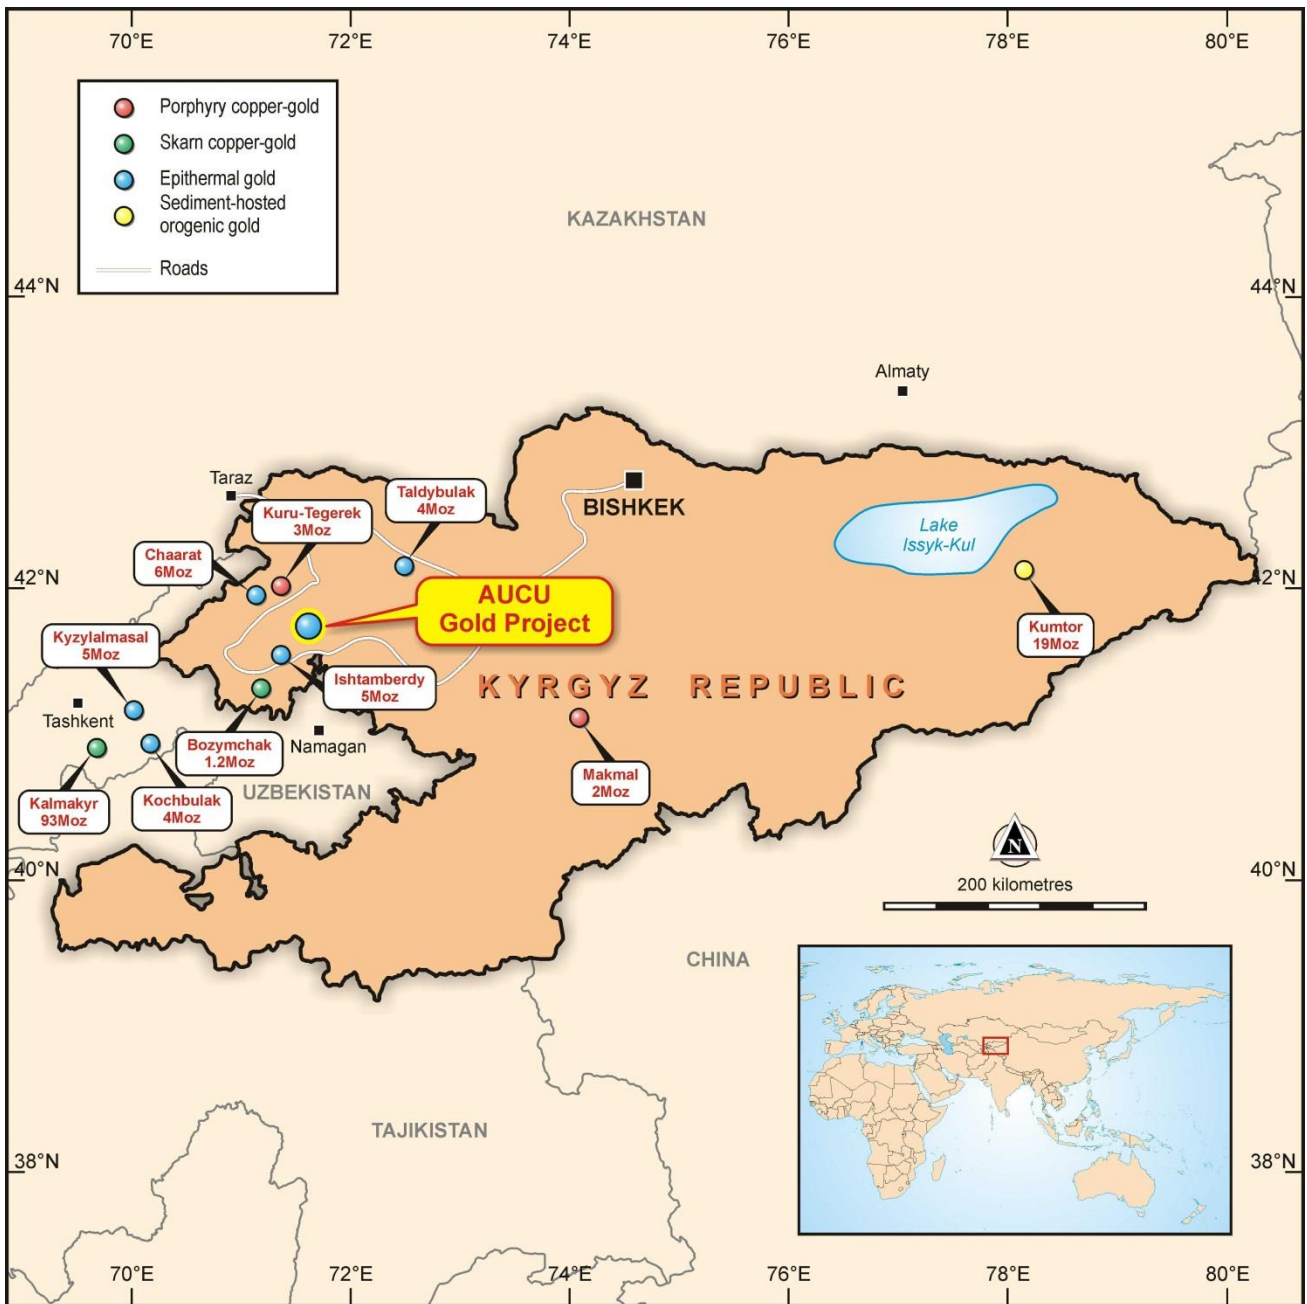 70°E
72°E
74°E
76°E
78°E
80°E
Porphyry copper-gold
Skarn copper-gold
Epithermal gold
Sediment-hosted
orogenic gold
Roads
KAZAKHSTAN
44°N
44°N
Almaty
Taraz
Taldybulak
4Moz
Kuru-Tegerek
3Moz
BISHKEK
Lake
Issyk-Kul
Chaarat
6Moz
42°N
42°N
AUCU
Gold Project
Kumtor
19Moz
Kyzylalmasal
5Moz
Ishtamberdy
5Moz
KYRGYZ REPUBLIC
Tashkent
Bozymchak
1.2Moz
Namagan
Makmal
2Moz
Kalmakyr
93Moz
Kochbulak
4Moz
UZBEKISTAN
N
40°N
40°N
200 kilometres
CHINA
TAJIKISTAN
38°N
38°N
70°E
72°E
74°E
76°E
78°E
80°E